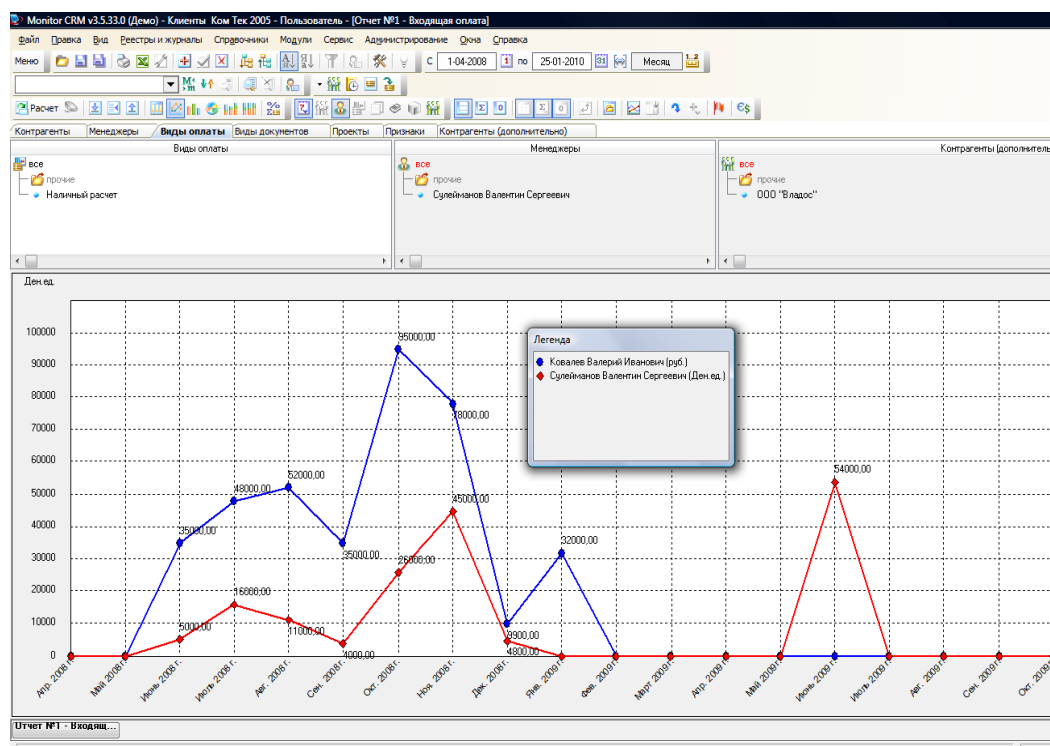 Monitor CRM v3.5.33.0 (Демо) - Клиенты Ком Тек 2005 - Пользователь - [Отчет №1 - Входящая оплата]
Файл Правка Вид Реестры и журналы Справочники Модули Сервис Администрирование Окна Справка
Меню С 1-04-2008 1 по 25-01-2010 31 Месяц
Расчет
Контрагенты Менеджеры Виды оплаты Виды документов Проекты Признаки Контрагенты (дополнительно)
Виды оплаты Менеджеры Контрагенты (дополнитель
все все все
прочие прочие прочие
Наличный расчет Сулейманов Валентин Сергеевич ООО "Владос"
Ден.ед.
Легенда
Ковалев Валерий Иванович (руб.)
Сулейманов Валентин Сергеевич (Ден.ед.)
100000
90000
80000
70000
60000
50000
40000
30000
20000
10000
0
95000,00
78000,00
54000,00
52000,00
48000,00
45000,00
35000,00
35000,00
32000,00
26000,00
16000,00
11000,00
5000,00
4000,00
9900,00
4800,00
Апр. 2008 г. Май 2008 г. Июнь 2008 г. Июль 2008 г. Авг. 2008 г. Сен. 2008 г. Окт. 2008 г. Ноя. 2008 г. Дек. 2008 г. Янв. 2009 г. Фев. 2009 г. Март 2009 г. Апр. 2009 г. Май 2009 г. Июнь 2009 г. Июль 2009 г. Авг. 2009 г. Сен. 2009 г. Окт. 2009
Отчет №1 - Входящ...